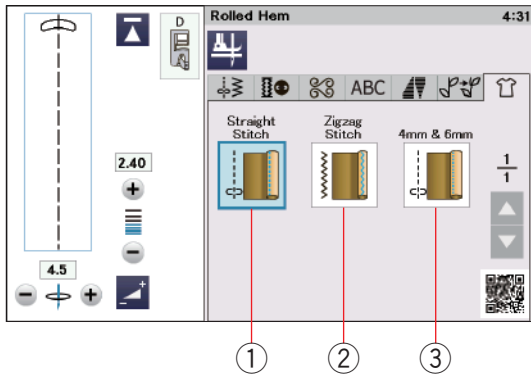 D
Rolled Hem
4:31
ABC
Straight
Stitch
Zigzag
Stitch
4mm & 6mm
2.40
1
1
4.5
1
2
3